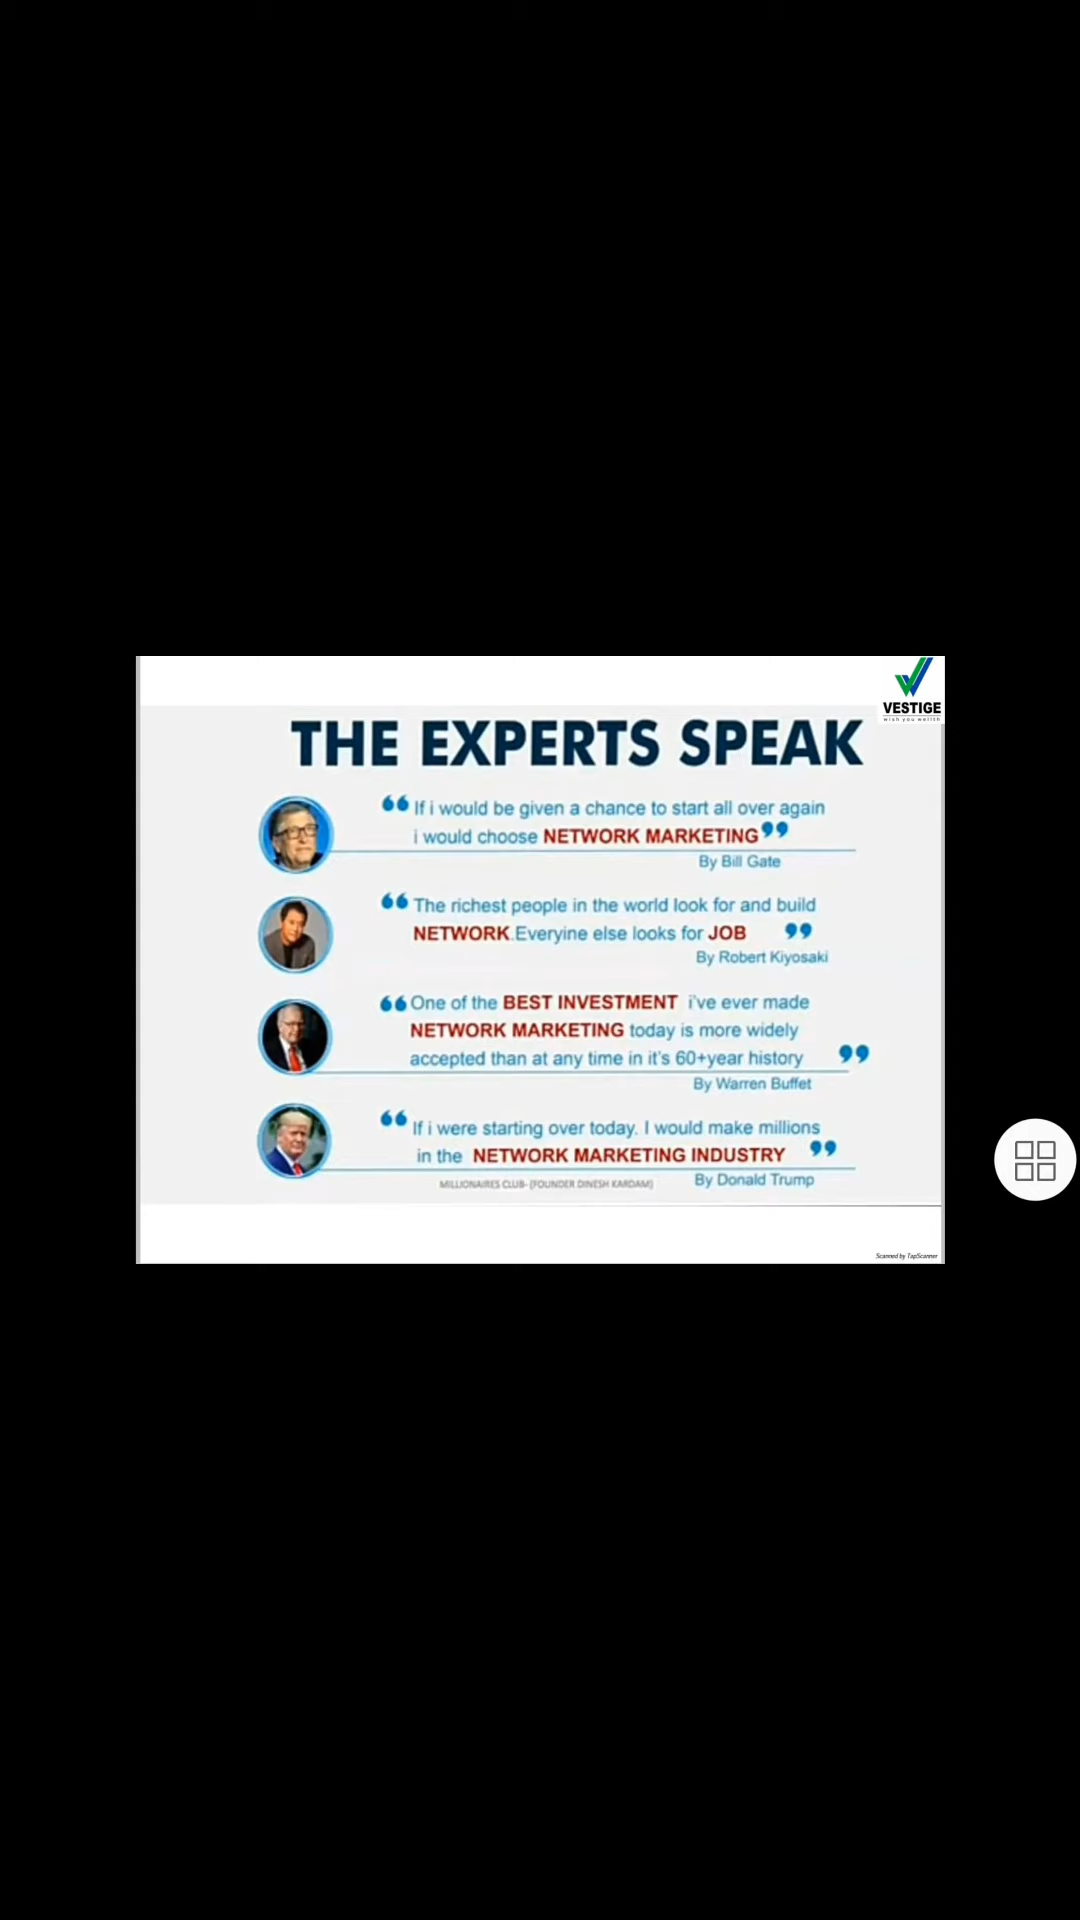 VESTIGE
wish you wellth
THE EXPERTS SPEAK
“If i would be given a chance to start all over again
i would choose NETWORK MARKETING”
By Bill Gate
“The richest people in the world look for and build
NETWORK.Everyine else looks for JOB ”
By Robert Kiyosaki
“One of the BEST INVESTMENT i've ever made
NETWORK MARKETING today is more widely
accepted than at any time in it's 60+year history ”
By Warren Buffet
“If i were starting over today. I would make millions
in the NETWORK MARKETING INDUSTRY ”
By Donald Trump
MILLIONAIRES CLUB- (FOUNDER DINESH KARDAM)
Scanned by TapScanner